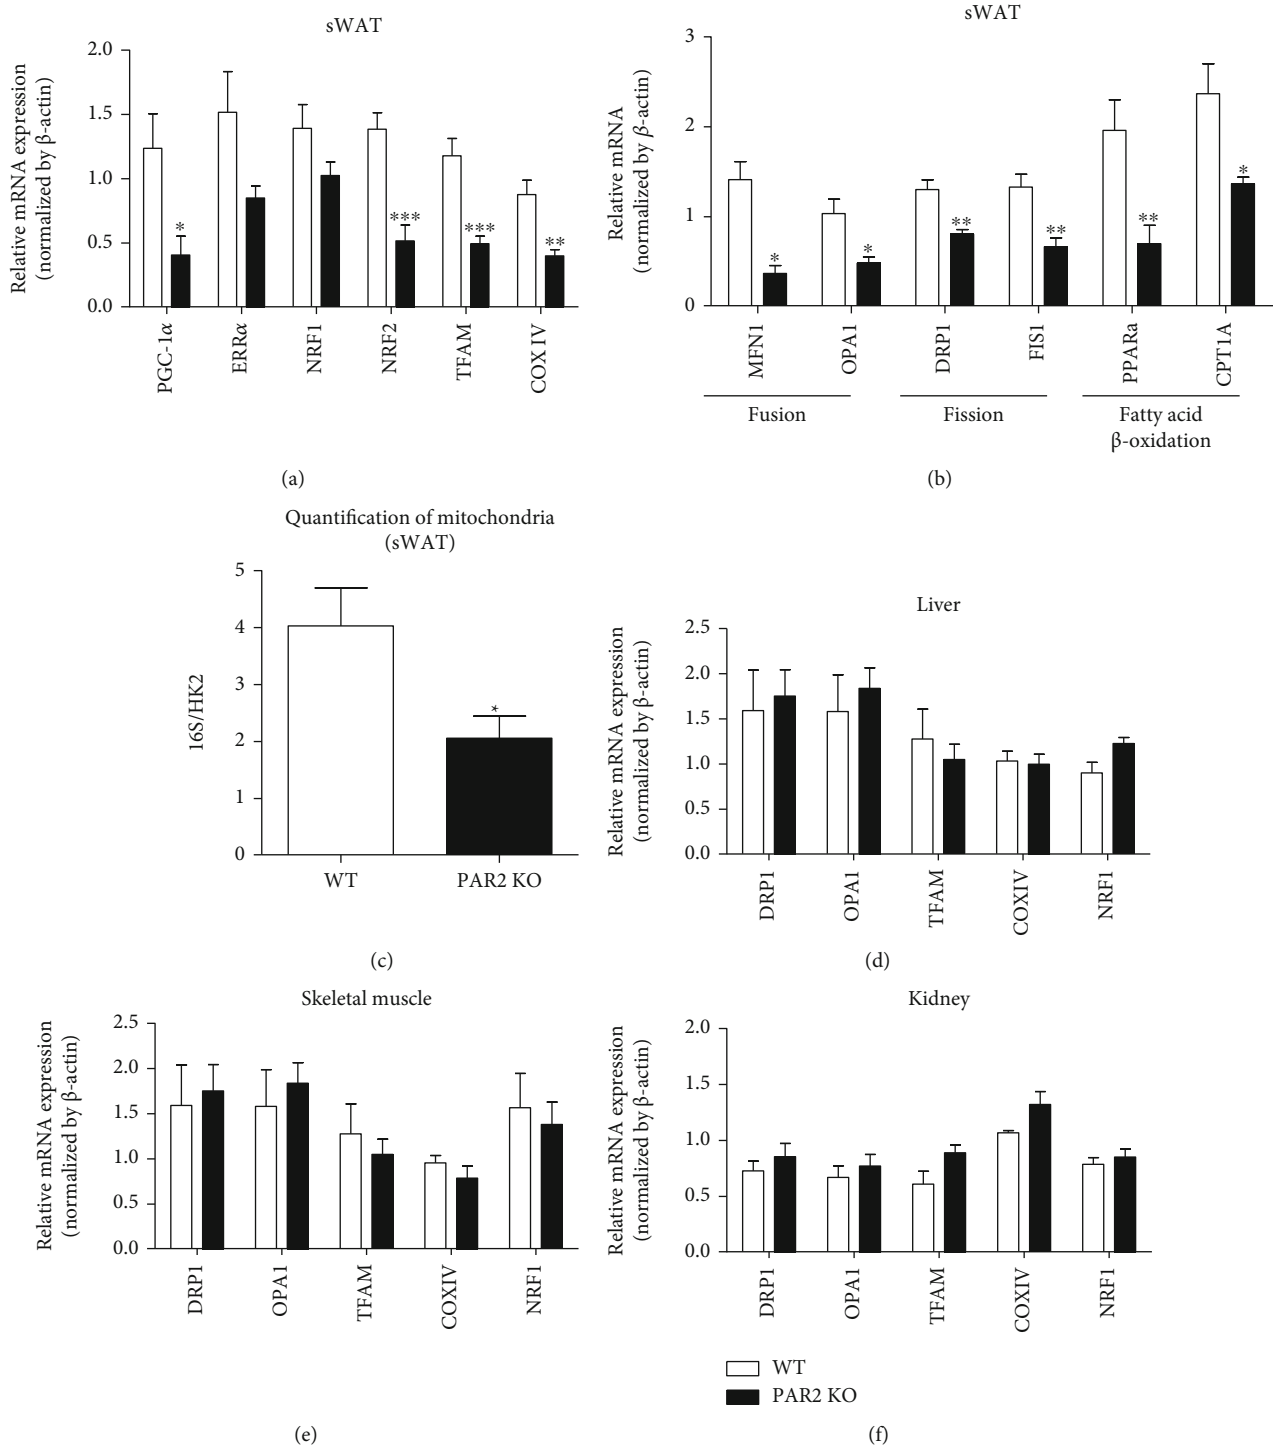 sWAT
Relative mRNA expression
(normalized by β-actin)
2.0
1.5
1.0
0.5
0.0
*
***
***
**
PGC-1α
ERRα
NRF1
NRF2
TFAM
COX IV
(a)
sWAT
Relative mRNA
(normalized by β-actin)
3
2
1
0
*
*
**
**
**
*
MFN1
OPA1
DRP1
FIS1
PPARa
CPT1A
Fusion
Fission
Fatty acid
β-oxidation
(b)
Quantification of mitochondria
(sWAT)
16S/HK2
5
4
3
2
1
0
*
WT
PAR2 KO
(c)
Liver
Relative mRNA expression
(normalized by β-actin)
2.5
2.0
1.5
1.0
0.5
0.0
DRP1
OPA1
TFAM
COXIV
NRF1
(d)
Skeletal muscle
Relative mRNA expression
(normalized by β-actin)
2.5
2.0
1.5
1.0
0.5
0.0
DRP1
OPA1
TFAM
COXIV
NRF1
(e)
Kidney
Relative mRNA expression
(normalized by β-actin)
2.0
1.5
1.0
0.5
0.0
DRP1
OPA1
TFAM
COXIV
NRF1
WT
PAR2 KO
(f)